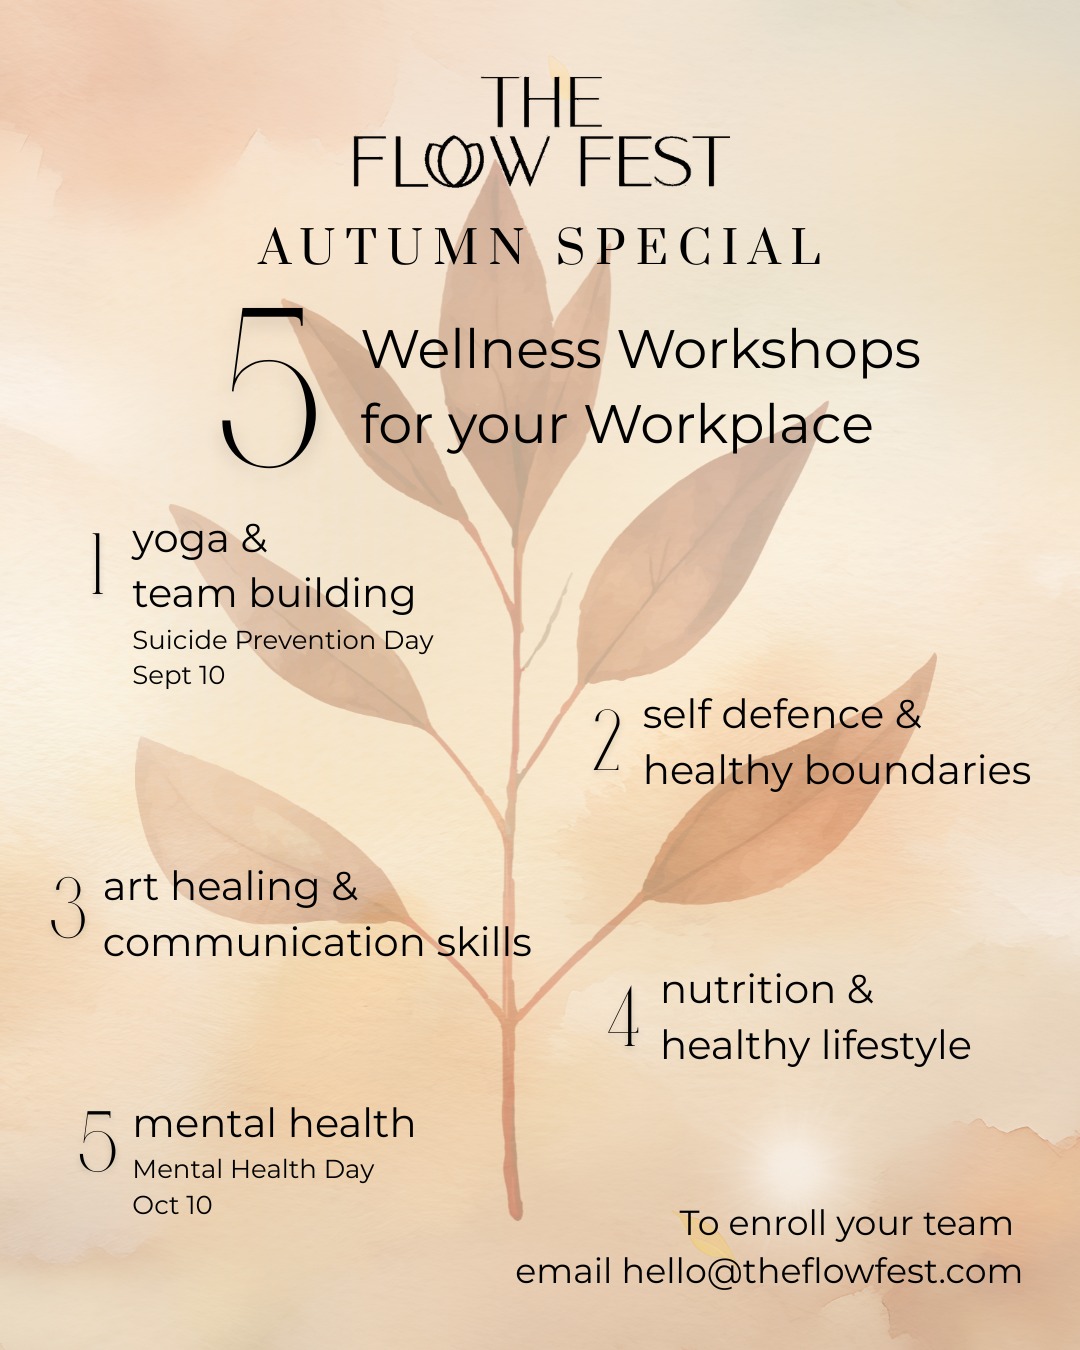 THE
FLOW FEST
AUTUMN SPECIAL
5
Wellness Workshops
for your Workplace
1
yoga &
team building
Suicide Prevention Day
Sept 10
2
self defence &
healthy boundaries
3
art healing &
communication skills
4
nutrition &
healthy lifestyle
5
mental health
Mental Health Day
Oct 10
To enroll your team
email hello@theflowfest.com